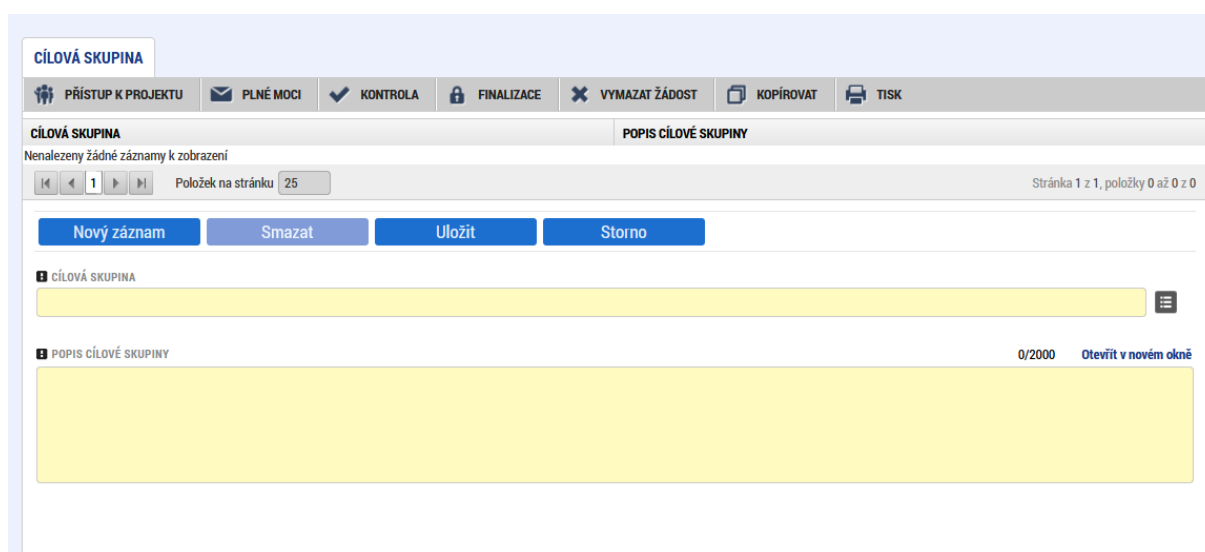 CÍLOVÁ SKUPINA
PŘÍSTUP K PROJEKTU PLNÉ MOCI KONTROLA FINALIZACE VYMAZAT ŽÁDOST KOPÍROVAT TISK
CÍLOVÁ SKUPINA POPIS CÍLOVÉ SKUPINY
Nenalezeny žádné záznamy k zobrazení
1 Položek na stránku 25 Stránka 1 z 1, položky 0 až 0 z 0
Nový záznam Smazat Uložit Storno
CÍLOVÁ SKUPINA
POPIS CÍLOVÉ SKUPINY 0/2000 Otevřít v novém okně